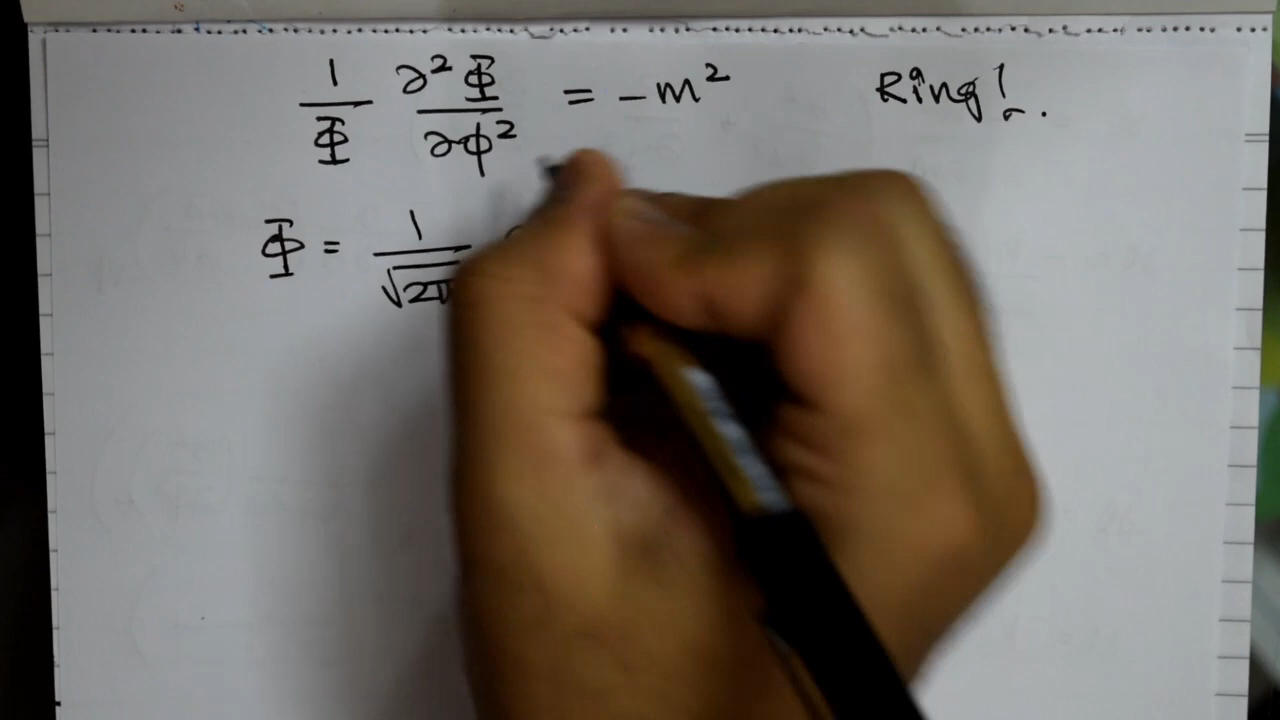 1/Φ ∂²Φ/∂ϕ² = −m² Ring!
Φ = 1/√2π